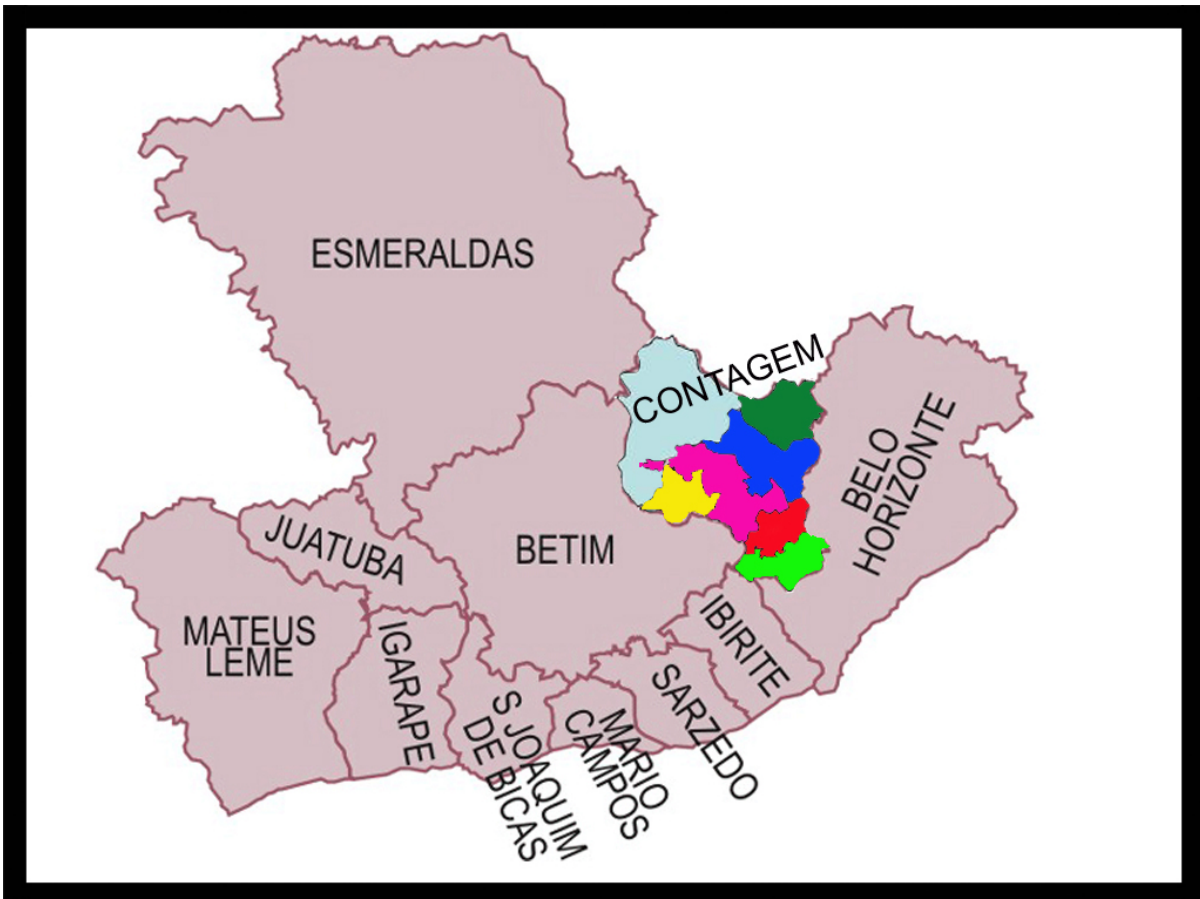 ESMERALDAS
CONTAGEM
BELO
HORIZONTE
JUATUBA
BETIM
MATEUS
LEME
IGARAPE
IBIRITE
S JOAQUIM
DE BICAS
MARIO
CAMPOS
SARZEDO